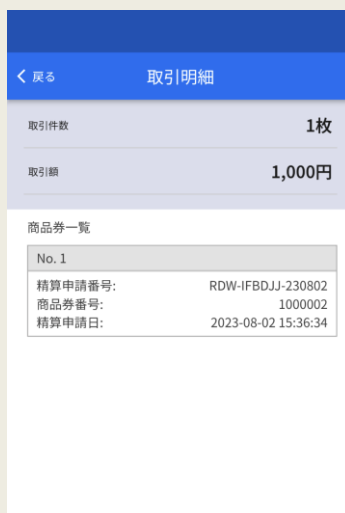 戻る 取引明細
取引件数 1枚
取引額 1,000円
商品券一覧
No. 1
精算申請番号: RDW-IFBDJJ-230802
商品券番号: 1000002
精算申請日: 2023-08-02 15:36:34